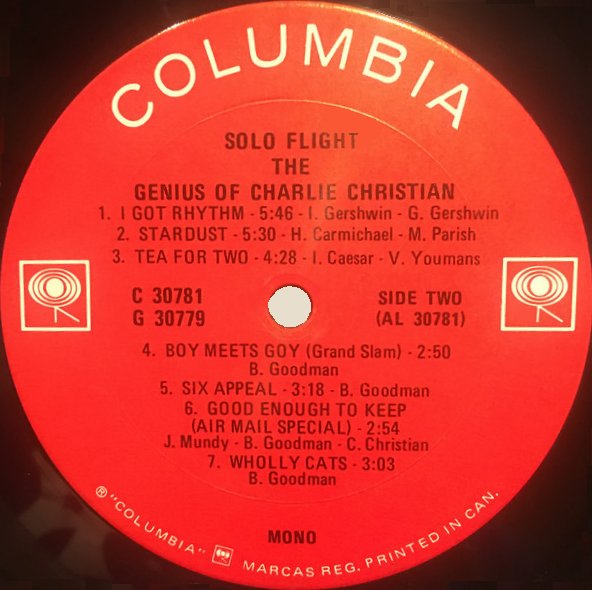 COLUMBIA
SOLO FLIGHT
THE
GENIUS OF CHARLIE CHRISTIAN
1. I GOT RHYTHM - 5:46 - I. Gershwin - G. Gershwin
2. STARDUST - 5:30 - H. Carmichael - M. Parish
3. TEA FOR TWO - 4:28 - I. Caesar - V. Youmans
C 30781
G 30779
SIDE TWO
(AL 30781)
4. BOY MEETS GOY (Grand Slam) - 2:50
B. Goodman
5. SIX APPEAL - 3:18 - B. Goodman
6. GOOD ENOUGH TO KEEP
(AIR MAIL SPECIAL) - 2:54
J. Mundy - B. Goodman - C. Christian
7. WHOLLY CATS - 3:03
B. Goodman
MONO
® "COLUMBIA" MARCAS REG. PRINTED IN CAN.